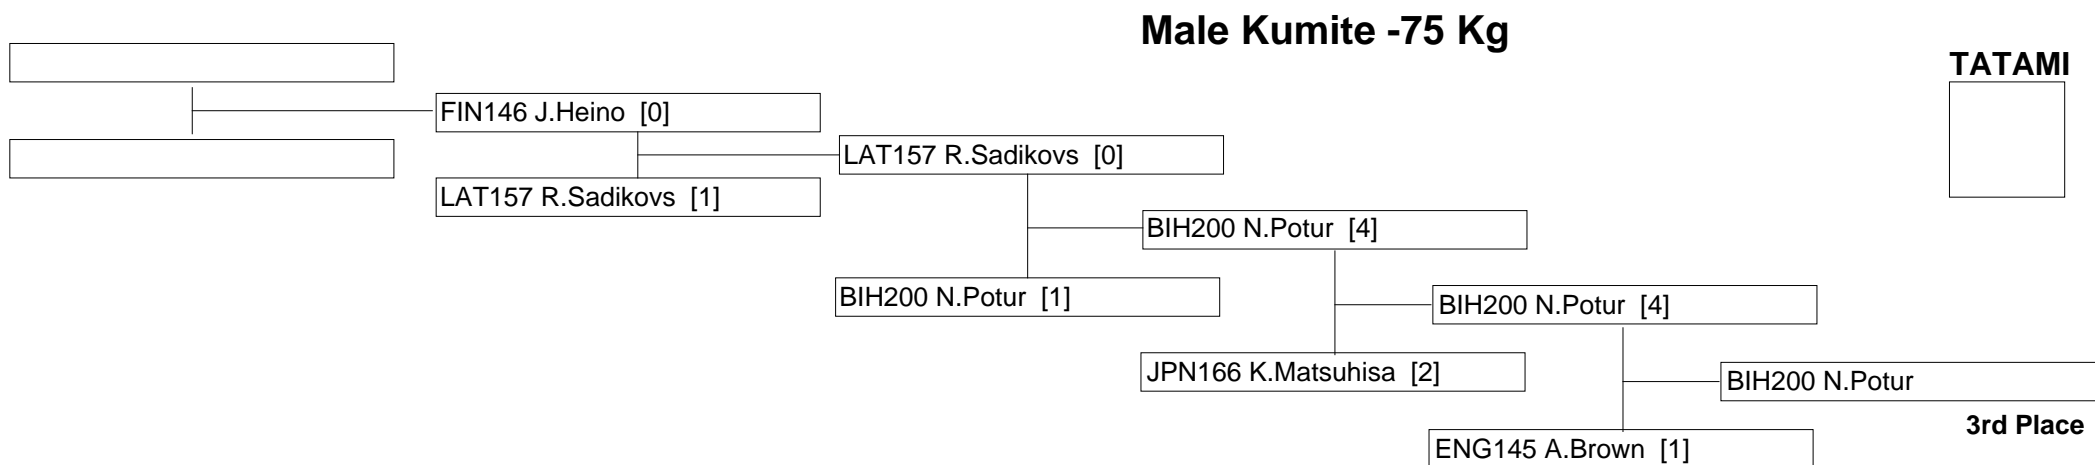 Male Kumite -75 Kg
TATAMI
FIN146 J.Heino [0]
LAT157 R.Sadikovs [0]
LAT157 R.Sadikovs [1]
BIH200 N.Potur [4]
BIH200 N.Potur [1]
BIH200 N.Potur [4]
JPN166 K.Matsuhisa [2]
BIH200 N.Potur
3rd Place
ENG145 A.Brown [1]